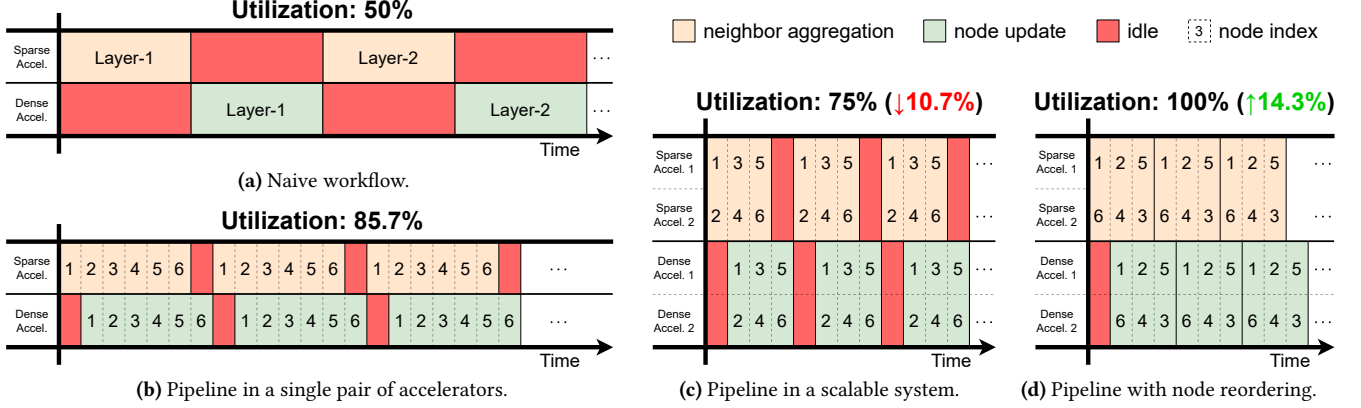 Utilization: 50%
Sparse
Accel.
Layer-1
Layer-2
...
Dense
Accel.
Layer-1
Layer-2
...
Time
(a) Naive workflow.
Utilization: 85.7%
Sparse
Accel.
1 2 3 4 5 6 1 2 3 4 5 6 1 2 3 4 5 6 ...
Dense
Accel.
1 2 3 4 5 6 1 2 3 4 5 6 1 2 3 4 5 6 ...
Time
(b) Pipeline in a single pair of accelerators.
neighbor aggregation
node update
idle
3 node index
Utilization: 75% (↓10.7%)
Sparse
Accel. 1
1 3 5 1 3 5 1 3 5 ...
Sparse
Accel. 2
2 4 6 2 4 6 2 4 6 ...
Dense
Accel. 1
1 3 5 1 3 5 1 3 5 ...
Dense
Accel. 2
2 4 6 2 4 6 2 4 6 ...
Time
(c) Pipeline in a scalable system.
Utilization: 100% (↑14.3%)
Sparse
Accel. 1
1 2 5 1 2 5 1 2 5 ...
Sparse
Accel. 2
6 4 3 6 4 3 6 4 3 ...
Dense
Accel. 1
1 2 5 1 2 5 1 2 5 ...
Dense
Accel. 2
6 4 3 6 4 3 6 4 3 ...
Time
(d) Pipeline with node reordering.